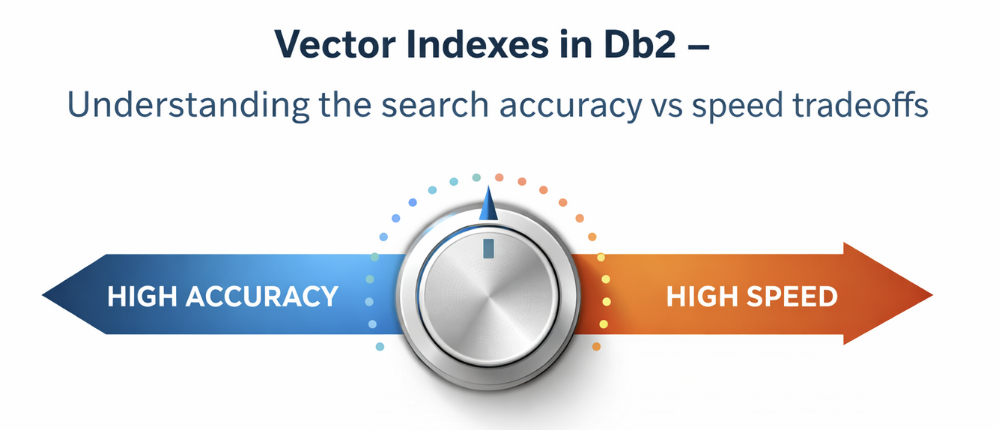 Vector Indexes in Db2 –
Understanding the search accuracy vs speed tradeoffs
HIGH ACCURACY
HIGH SPEED